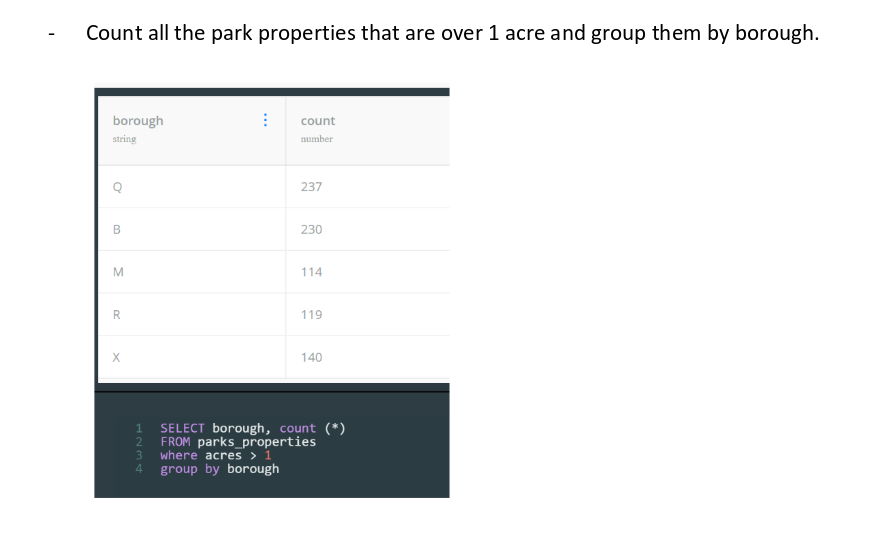 - Count all the park properties that are over 1 acre and group them by borough.
borough count
string number
Q 237
B 230
M 114
R 119
X 140
1 SELECT borough, count (*)
2 FROM parks_properties
3 where acres > 1
4 group by borough